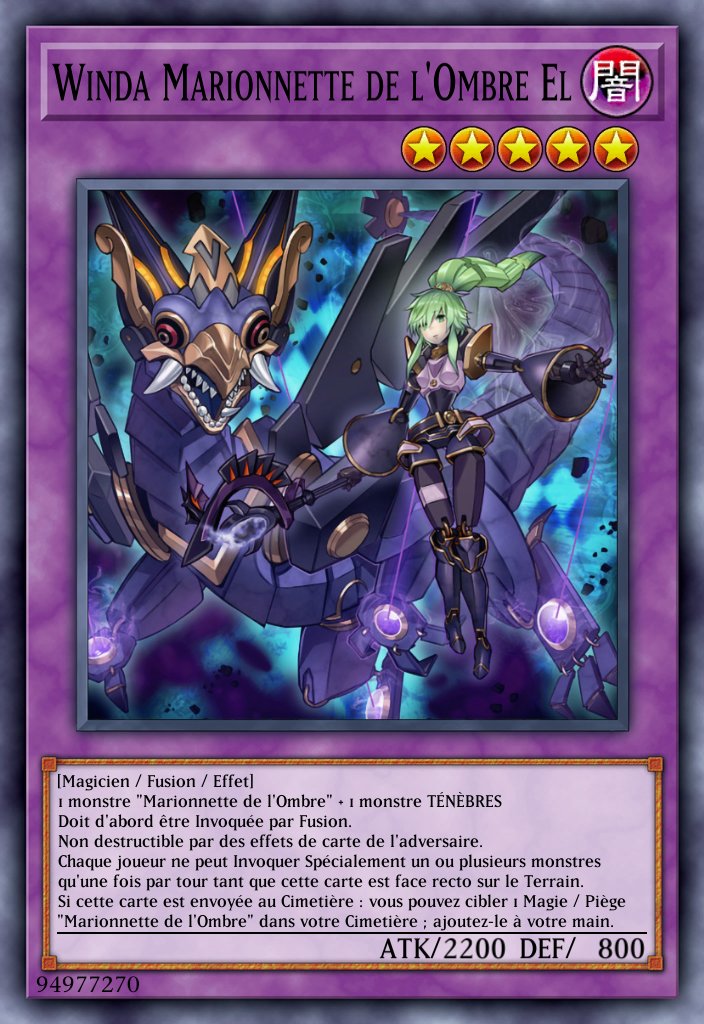 Winda Marionnette de l'Ombre El
闇
[Magicien / Fusion / Effet]
1 monstre "Marionnette de l'Ombre" + 1 monstre TÉNÈBRES
Doit d'abord être Invoquée par Fusion.
Non destructible par des effets de carte de l'adversaire.
Chaque joueur ne peut Invoquer Spécialement un ou plusieurs monstres
qu'une fois par tour tant que cette carte est face recto sur le Terrain.
Si cette carte est envoyée au Cimetière : vous pouvez cibler 1 Magie / Piège
"Marionnette de l'Ombre" dans votre Cimetière ; ajoutez-le à votre main.
ATK/2200 DEF/ 800
94977270